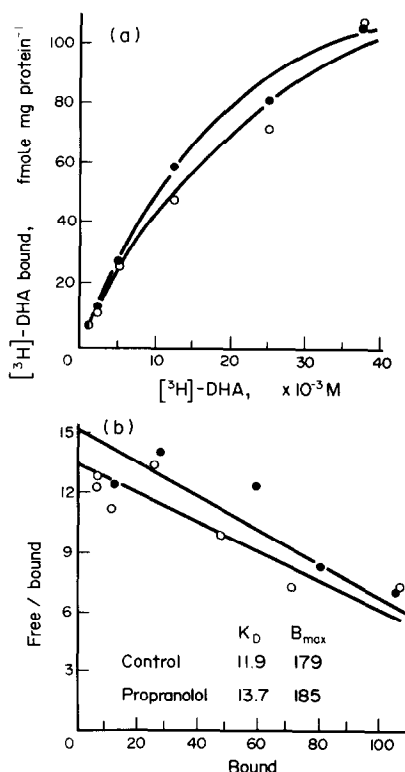 (a)
[³H]-DHA bound, fmole mg protein⁻¹
100
80
60
40
20
0 10 20 30 40
[³H]-DHA, ×10⁻³M
(b)
15
12
9
6
3
Free / bound
K_D B_max
Control 11.9 179
Propranolol 13.7 185
0 20 40 60 80 100
Bound